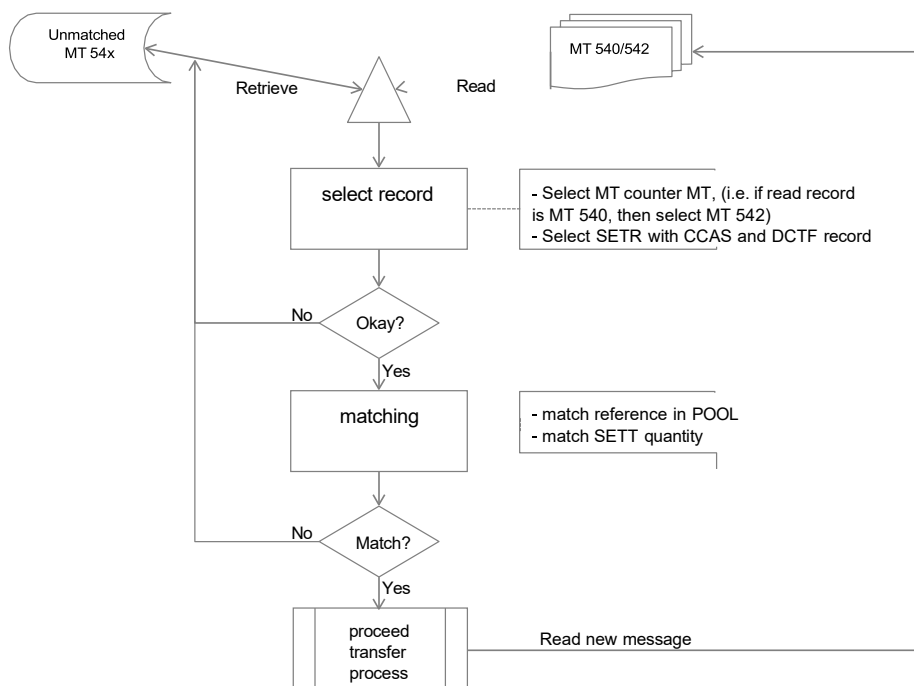 Unmatched
MT 54x
MT 540/542
Retrieve
Read
select record
- Select MT counter MT, (i.e. if read record
is MT 540, then select MT 542)
- Select SETR with CCAS and DCTF record
No
Okay?
Yes
matching
- match reference in POOL
- match SETT quantity
No
Match?
Yes
proceed
transfer
process
Read new message